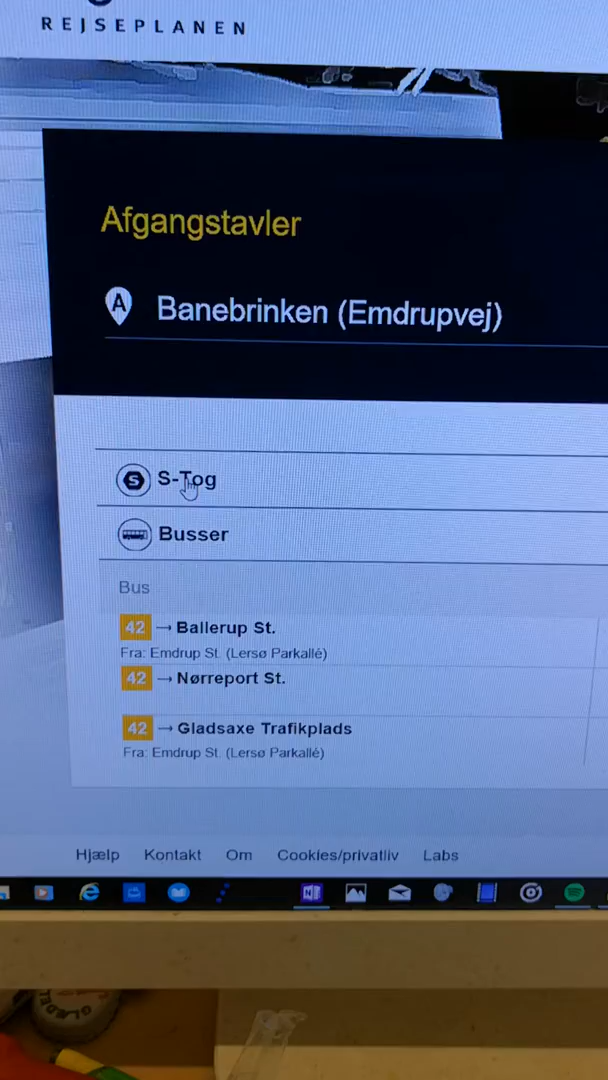 REJSEPLANEN
Afgangstavler
A Banebrinken (Emdrupvej)
S S-Tog
Busser
Bus
42 → Ballerup St.
Fra: Emdrup St. (Lersø Parkallé)
42 → Nørreport St.
42 → Gladsaxe Trafikplads
Fra: Emdrup St. (Lersø Parkallé)
Hjælp Kontakt Om Cookies/privatliv Labs